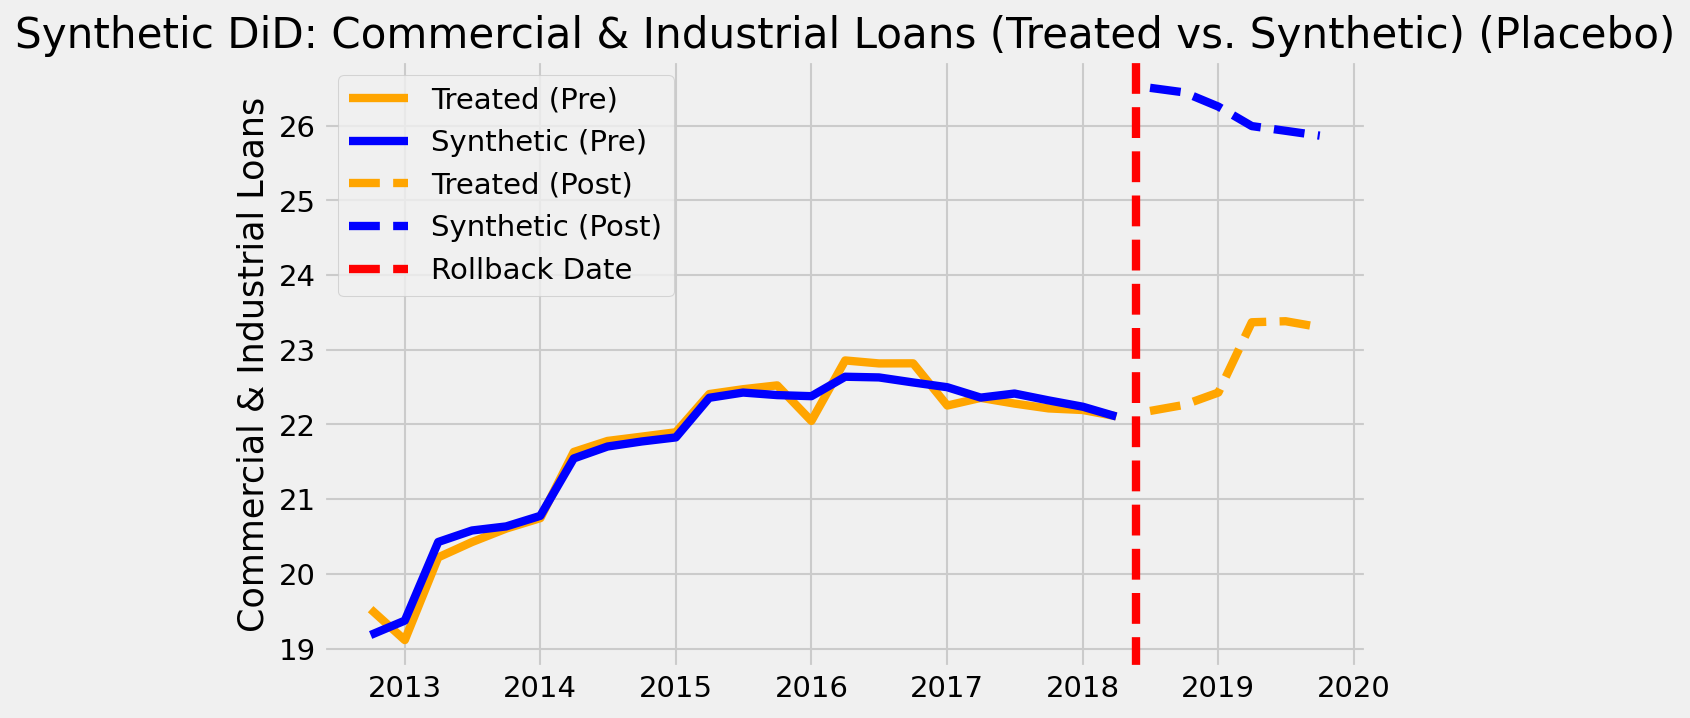 Synthetic DiD: Commercial & Industrial Loans (Treated vs. Synthetic) (Placebo)
Commercial & Industrial Loans
Treated (Pre)
Synthetic (Pre)
Treated (Post)
Synthetic (Post)
Rollback Date
26
25
24
23
22
21
20
19
2013 2014 2015 2016 2017 2018 2019 2020